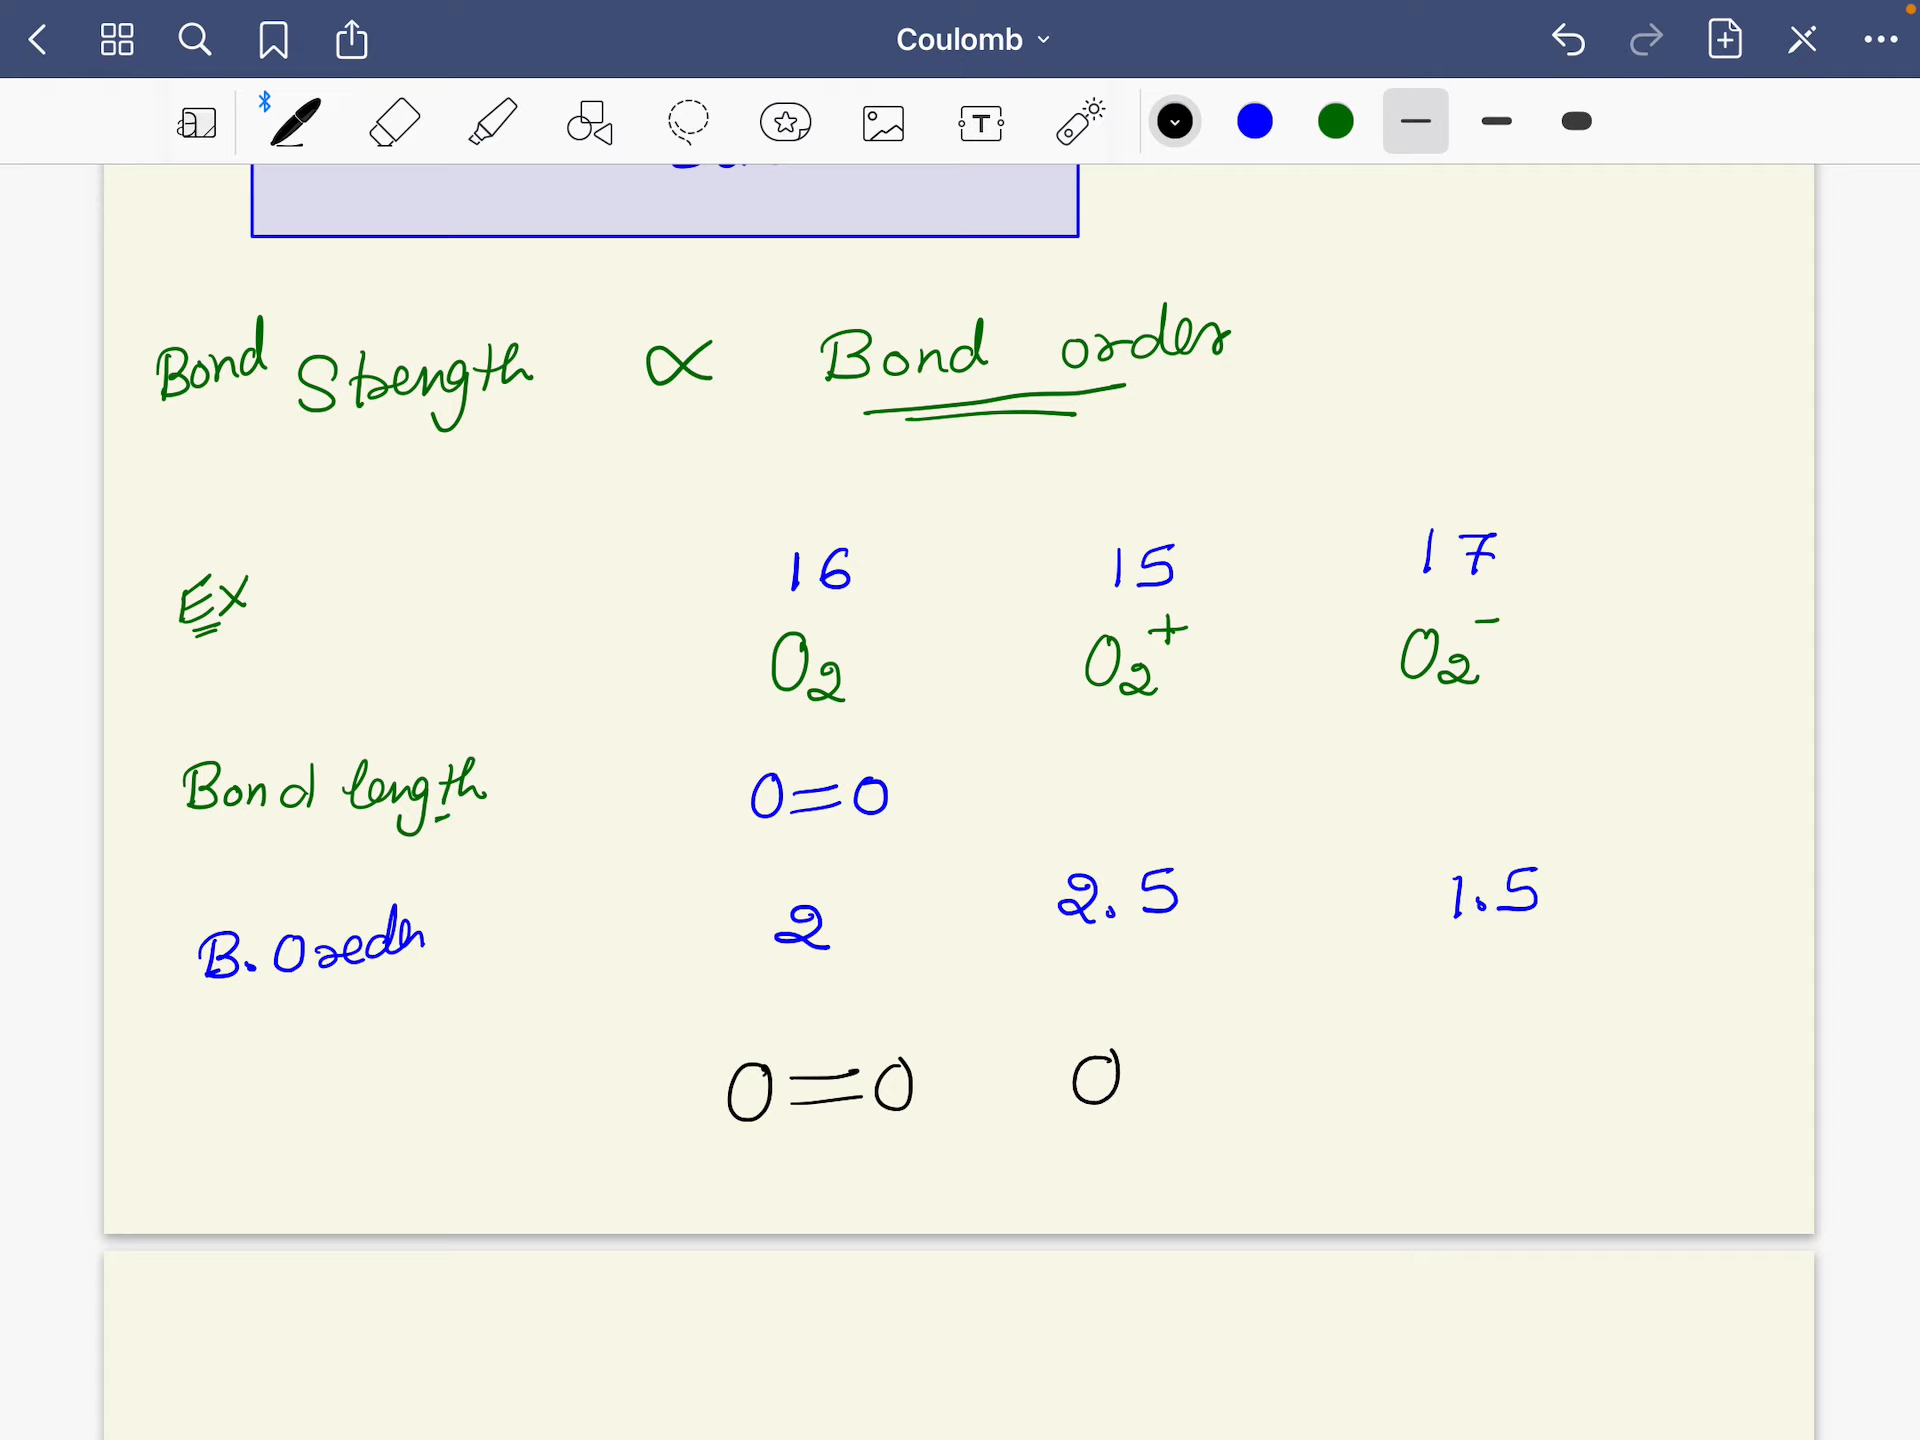 Coulomb
T
Bond Strength ∝ Bond order
16 15 17
Ex O₂ O₂⁺ O₂⁻
Bond length O=O
B. Oredr 2 2.5 1.5
O=O O